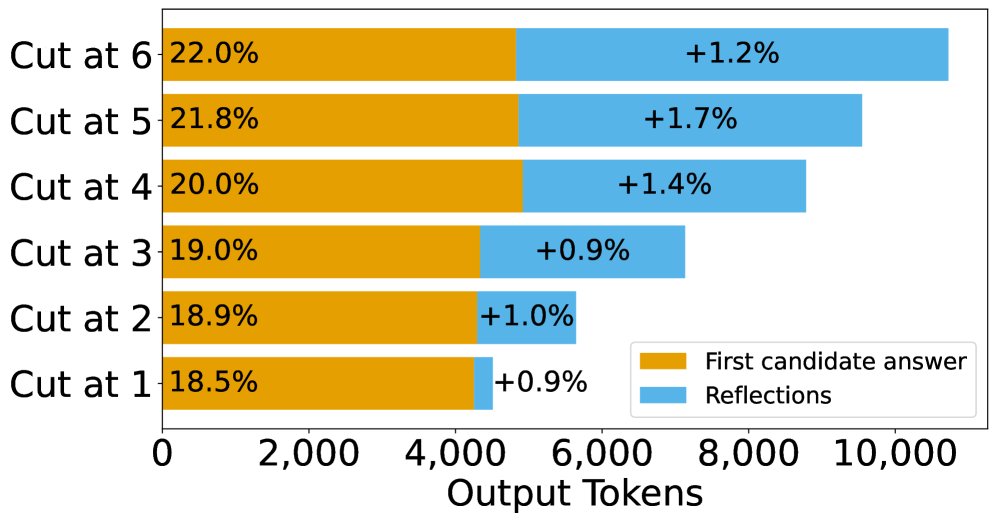 Cut at 6 22.0% +1.2%
Cut at 5 21.8% +1.7%
Cut at 4 20.0% +1.4%
Cut at 3 19.0% +0.9%
Cut at 2 18.9% +1.0%
Cut at 1 18.5% +0.9%
First candidate answer
Reflections
0 2,000 4,000 6,000 8,000 10,000
Output Tokens